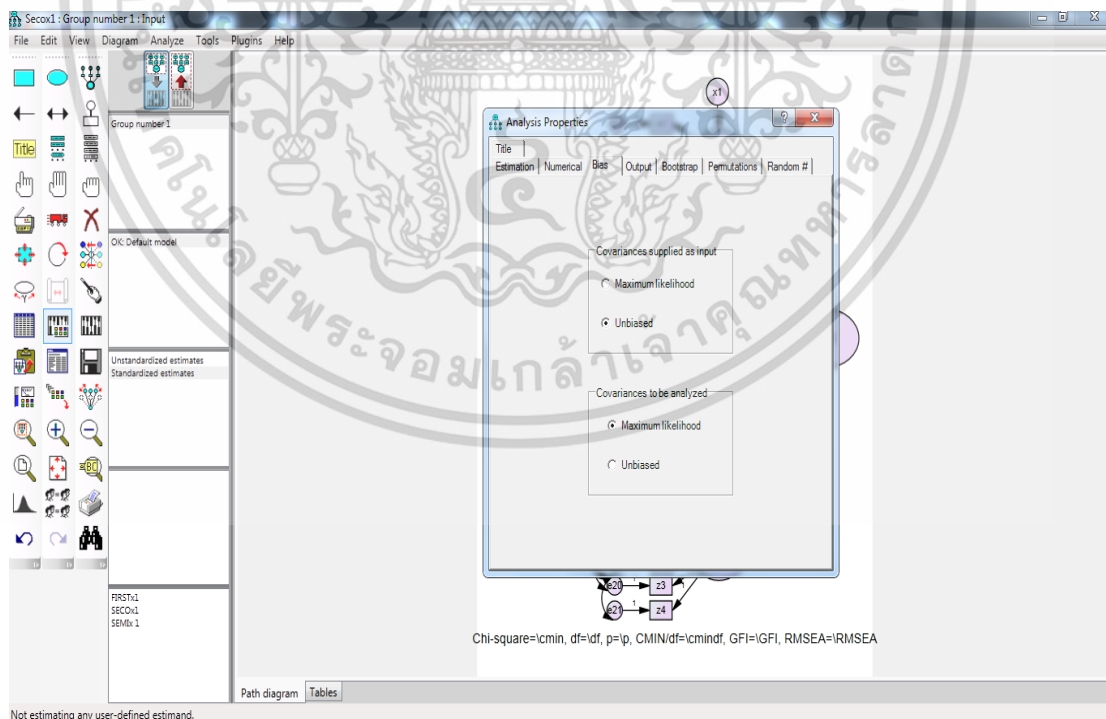 Secox1 : Group number 1 : Input
File Edit View Diagram Analyze Tools Plugins Help
Title
Group number 1
OK: Default model
Unstandardized estimates
Standardized estimates
FIRSTx1
SECOx1
SEMIx 1
x1
Analysis Properties
Title
Estimation Numerical Bias Output Bootstrap Permutations Random #
Covariances supplied as input
Maximum likelihood
Unbiased
Covariances to be analyzed
Maximum likelihood
Unbiased
e20 1 z3 1
e21 1 z4
Chi-square=\cmin, df=\df, p=\p, CMIN/df=\cmindf, GFI=\GFI, RMSEA=\RMSEA
Path diagram Tables
Not estimating any user-defined estimand.